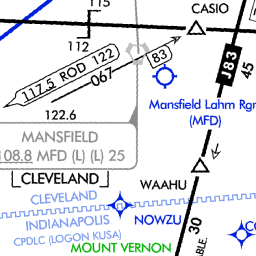 115
CASIO
112
117.5 ROD 122
067
83
J83
122.6
Mansfield Lahm Rgn
(MFD)
45
MANSFIELD
108.8 MFD (L) (L) 25
CLEVELAND
WAAHU
CLEVELAND
INDIANAPOLIS
NOWZU
CPDLC (LOGON KUSA)
30
MOUNT VERNON